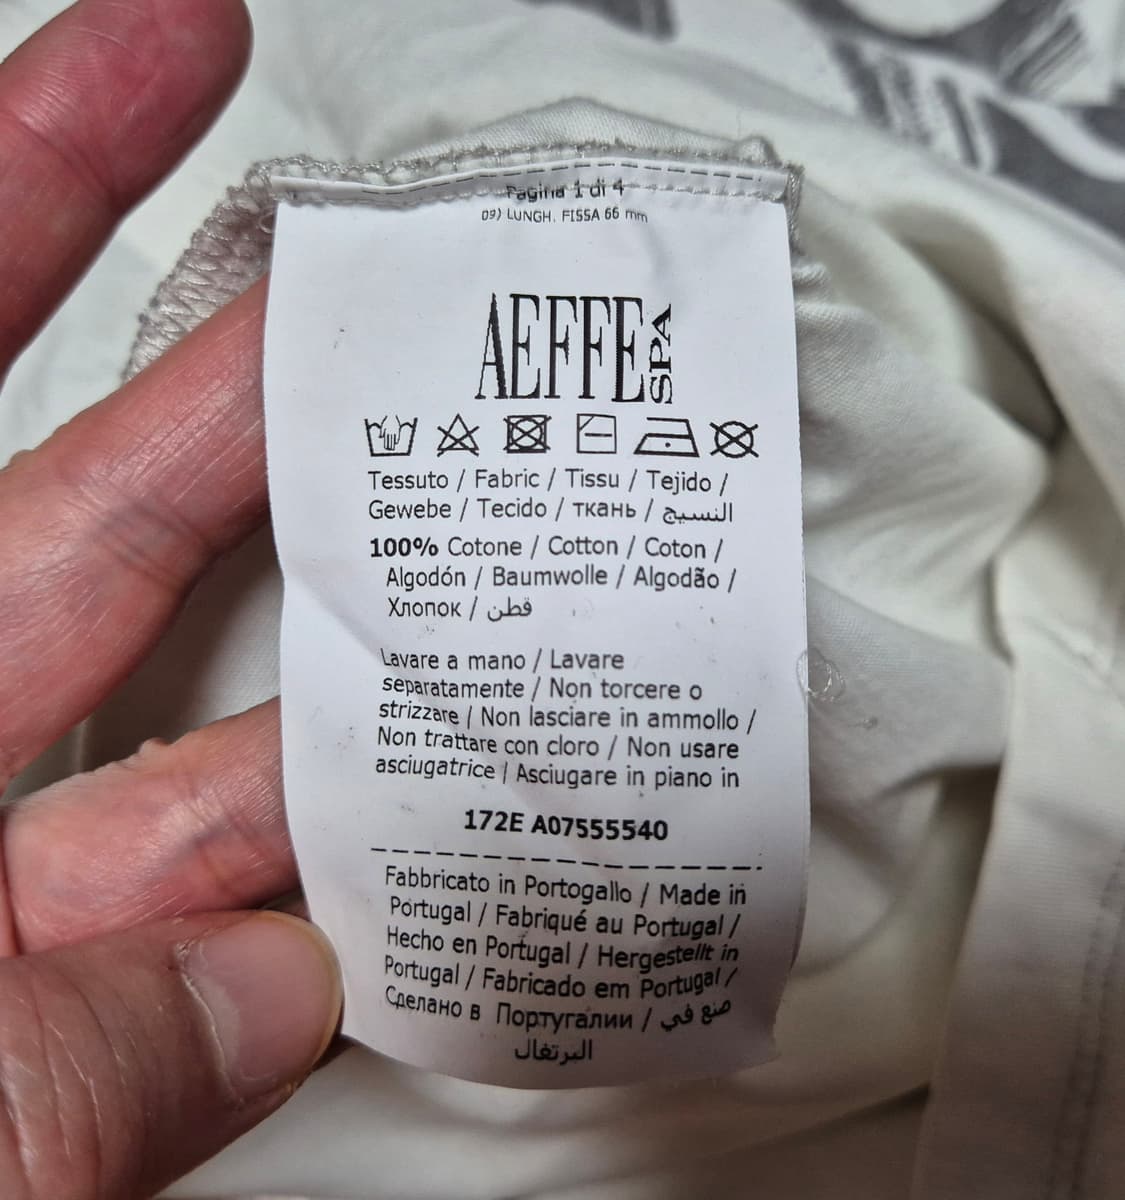 Pagina 1 di 4
09) LUNGH. FISSA 66 mm
AEFFE SPA
Tessuto / Fabric / Tissu / Tejido /
Gewebe / Tecido / ткань / النسيج
100% Cotone / Cotton / Coton /
Algodón / Baumwolle / Algodão /
Хлопок / قطن
Lavare a mano / Lavare
separatamente / Non torcere o
strizzare / Non lasciare in ammollo /
Non trattare con cloro / Non usare
asciugatrice / Asciugare in piano in
172E A07555540
Fabbricato in Portogallo / Made in
Portugal / Fabriqué au Portugal /
Hecho en Portugal / Hergestellt in
Portugal / Fabricado em Portugal /
Сделано в Португалии / صنع في
البرتغال